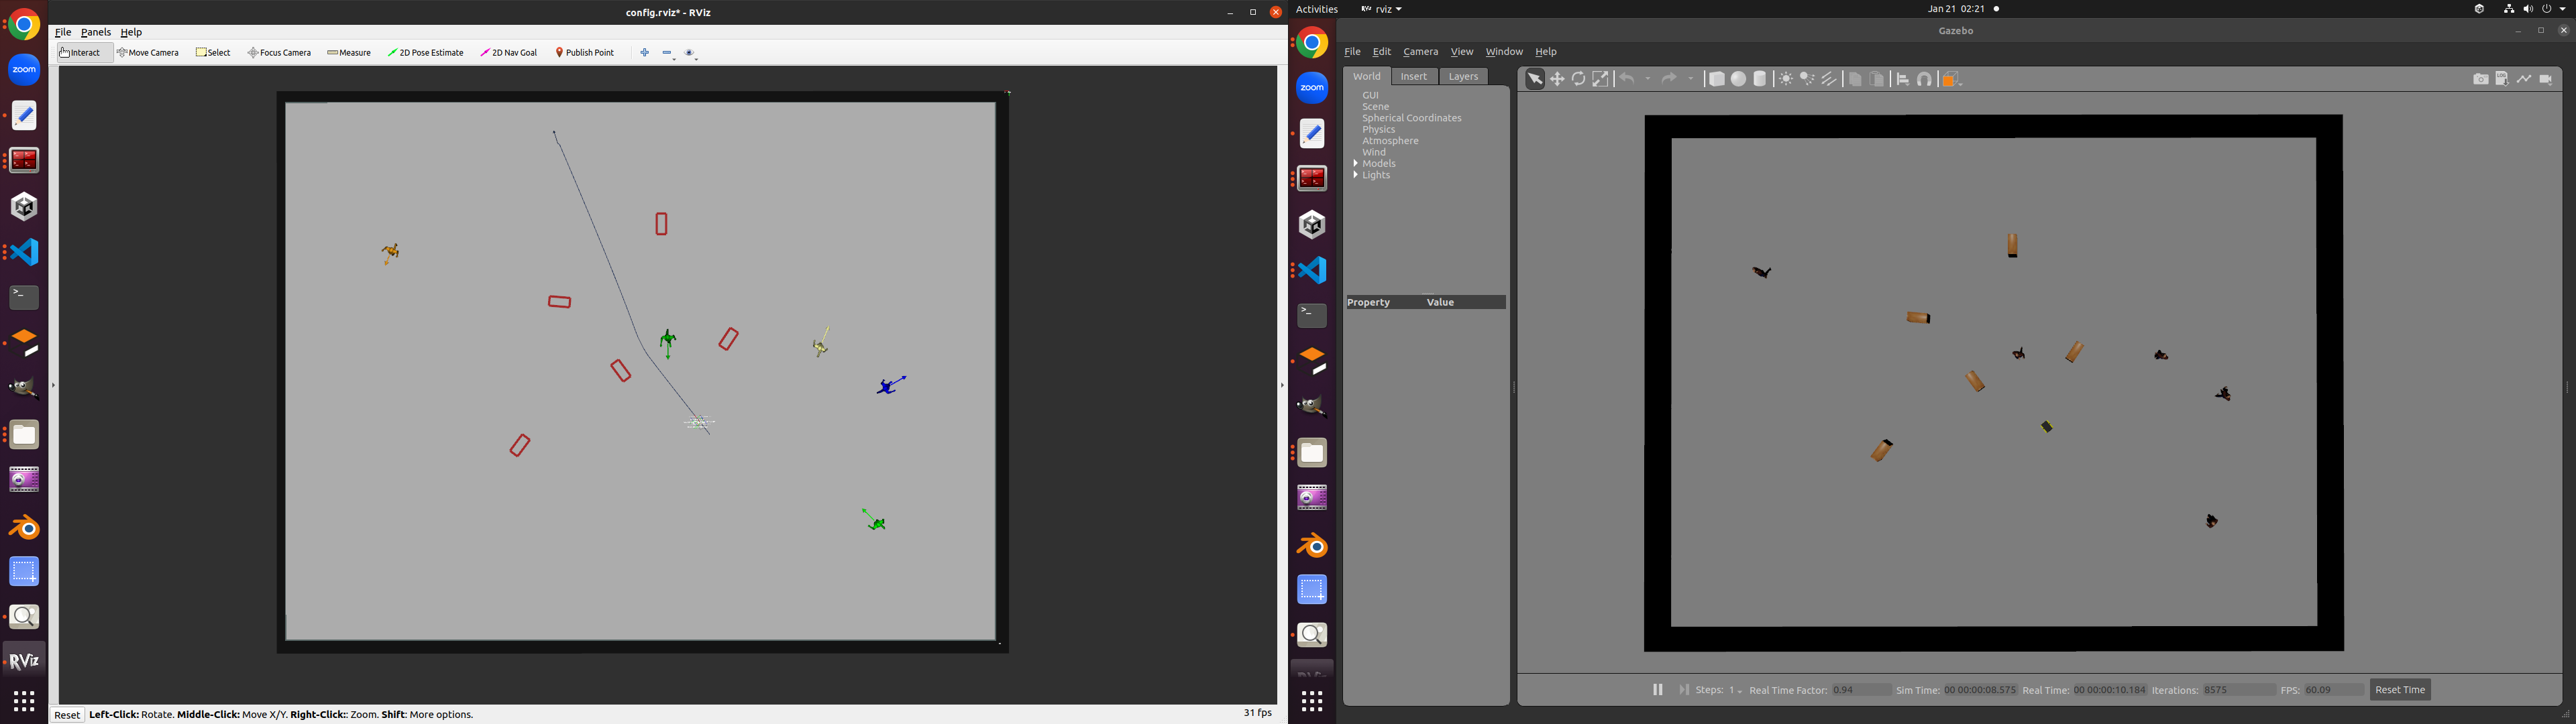 config.rviz* - RViz
File Panels Help
Interact Move Camera Select Focus Camera Measure 2D Pose Estimate 2D Nav Goal Publish Point
zoom
>_
RViz
Reset Left-Click: Rotate. Middle-Click: Move X/Y. Right-Click:: Zoom. Shift: More options. 31 fps
Activities RViz rviz Jan 21 02:21
Gazebo
File Edit Camera View Window Help
World Insert Layers
GUI
Scene
Spherical Coordinates
Physics
Atmosphere
Wind
Models
Lights
Property Value
zoom
>_
LOG
Steps: 1 Real Time Factor: 0.94 Sim Time: 00 00:00:08.575 Real Time: 00 00:00:10.184 Iterations: 8575 FPS: 60.09 Reset Time